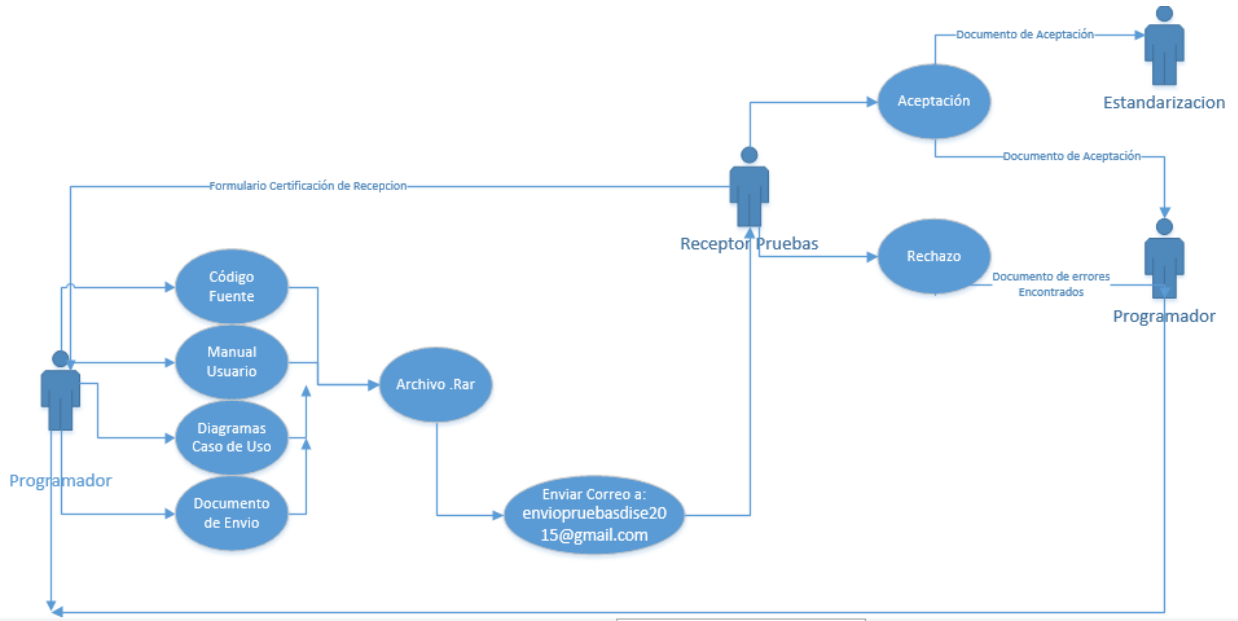 Documento de Aceptación
Aceptación
Estandarizacion
Documento de Aceptación
Formulario Certificación de Recepcion
Receptor Pruebas
Rechazo
Documento de errores
Encontrados
Programador
Código
Fuente
Manual
Usuario
Archivo .Rar
Diagramas
Caso de Uso
Programador
Documento
de Envio
Enviar Correo a:
enviopruebasdise20
15@gmail.com